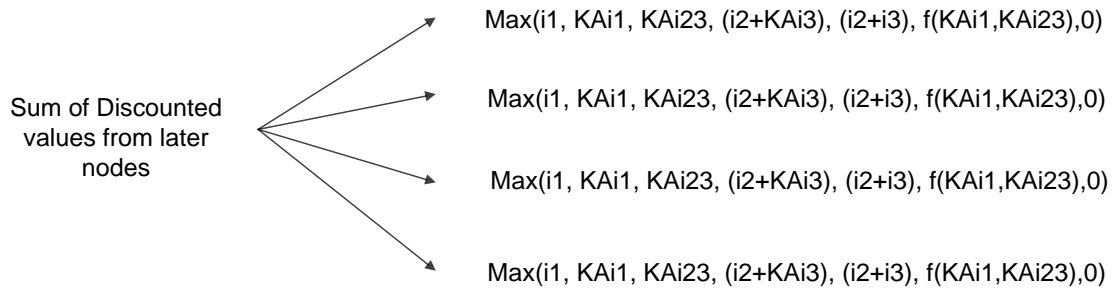 Max(i1, KAi1, KAi23, (i2+KAi3), (i2+i3), f(KAi1,KAi23),0)
Max(i1, KAi1, KAi23, (i2+KAi3), (i2+i3), f(KAi1,KAi23),0)
Sum of Discounted
values from later
nodes
Max(i1, KAi1, KAi23, (i2+KAi3), (i2+i3), f(KAi1,KAi23),0)
Max(i1, KAi1, KAi23, (i2+KAi3), (i2+i3), f(KAi1,KAi23),0)